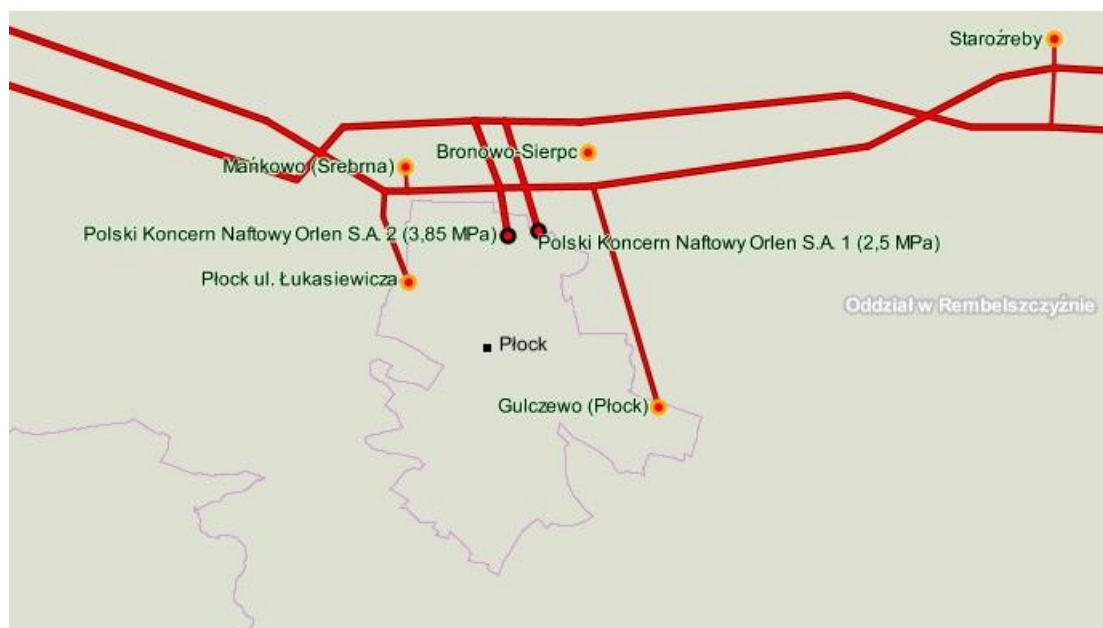 Staroźreby
Bronowo-Sierpc
Mańkowo (Srebrna)
Polski Koncern Naftowy Orlen S.A. 2 (3,85 MPa)
Polski Koncern Naftowy Orlen S.A. 1 (2,5 MPa)
Płock ul. Łukasiewicza
Oddział w Rembelszczyźnie
Płock
Gulczewo (Płock)